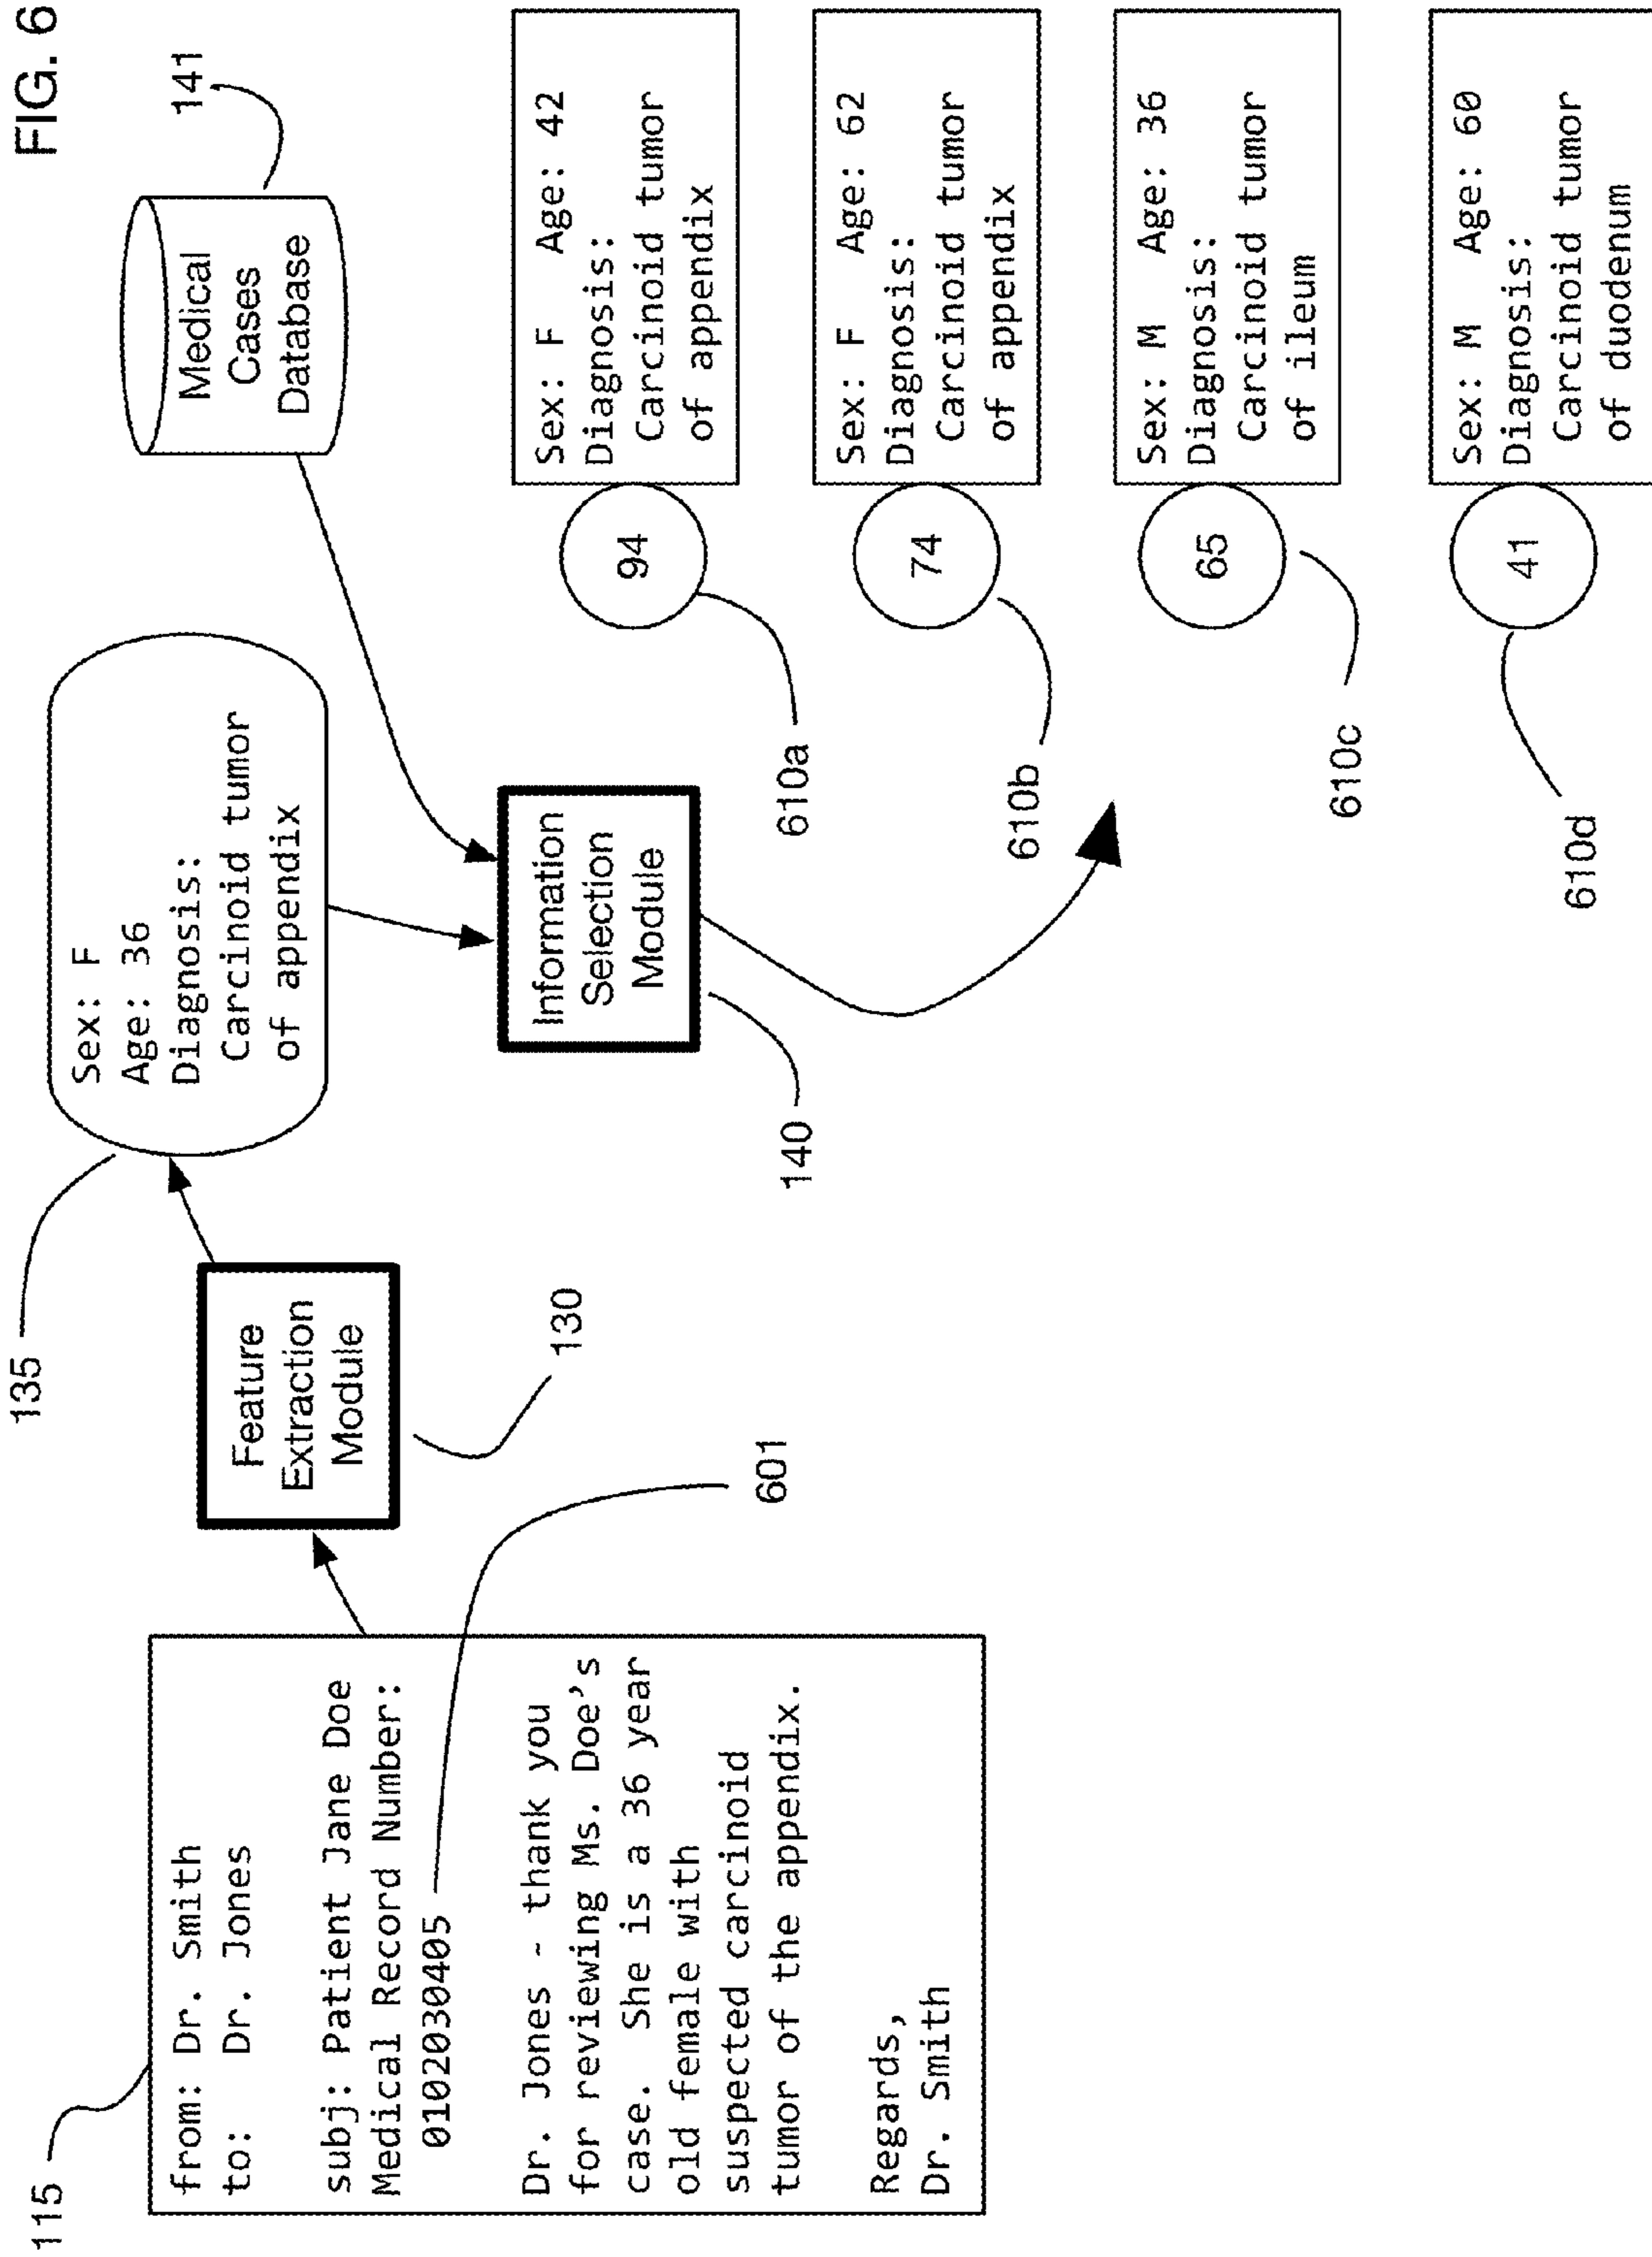 FIG. 6
115
from: Dr. Smith
to:   Dr. Jones
subj: Patient Jane Doe
Medical Record Number:
0102030405
Dr. Jones - thank you
for reviewing Ms. Doe's
case.  She is a 36 year
old female with
suspected carcinoid
tumor of the appendix.
Regards,
Dr. Smith
601
Feature
Extraction
Module
130
135
Sex: F
Age: 36
Diagnosis:
Carcinoid tumor
of appendix
Medical
Cases
Database
141
Information
Selection
Module
140
610a
94
Sex: F   Age: 42
Diagnosis:
Carcinoid tumor
of appendix
610b
74
Sex: F   Age: 62
Diagnosis:
Carcinoid tumor
of appendix
610c
65
Sex: M   Age: 36
Diagnosis:
Carcinoid tumor
of ileum
610d
41
Sex: M   Age: 60
Diagnosis:
Carcinoid tumor
of duodenum